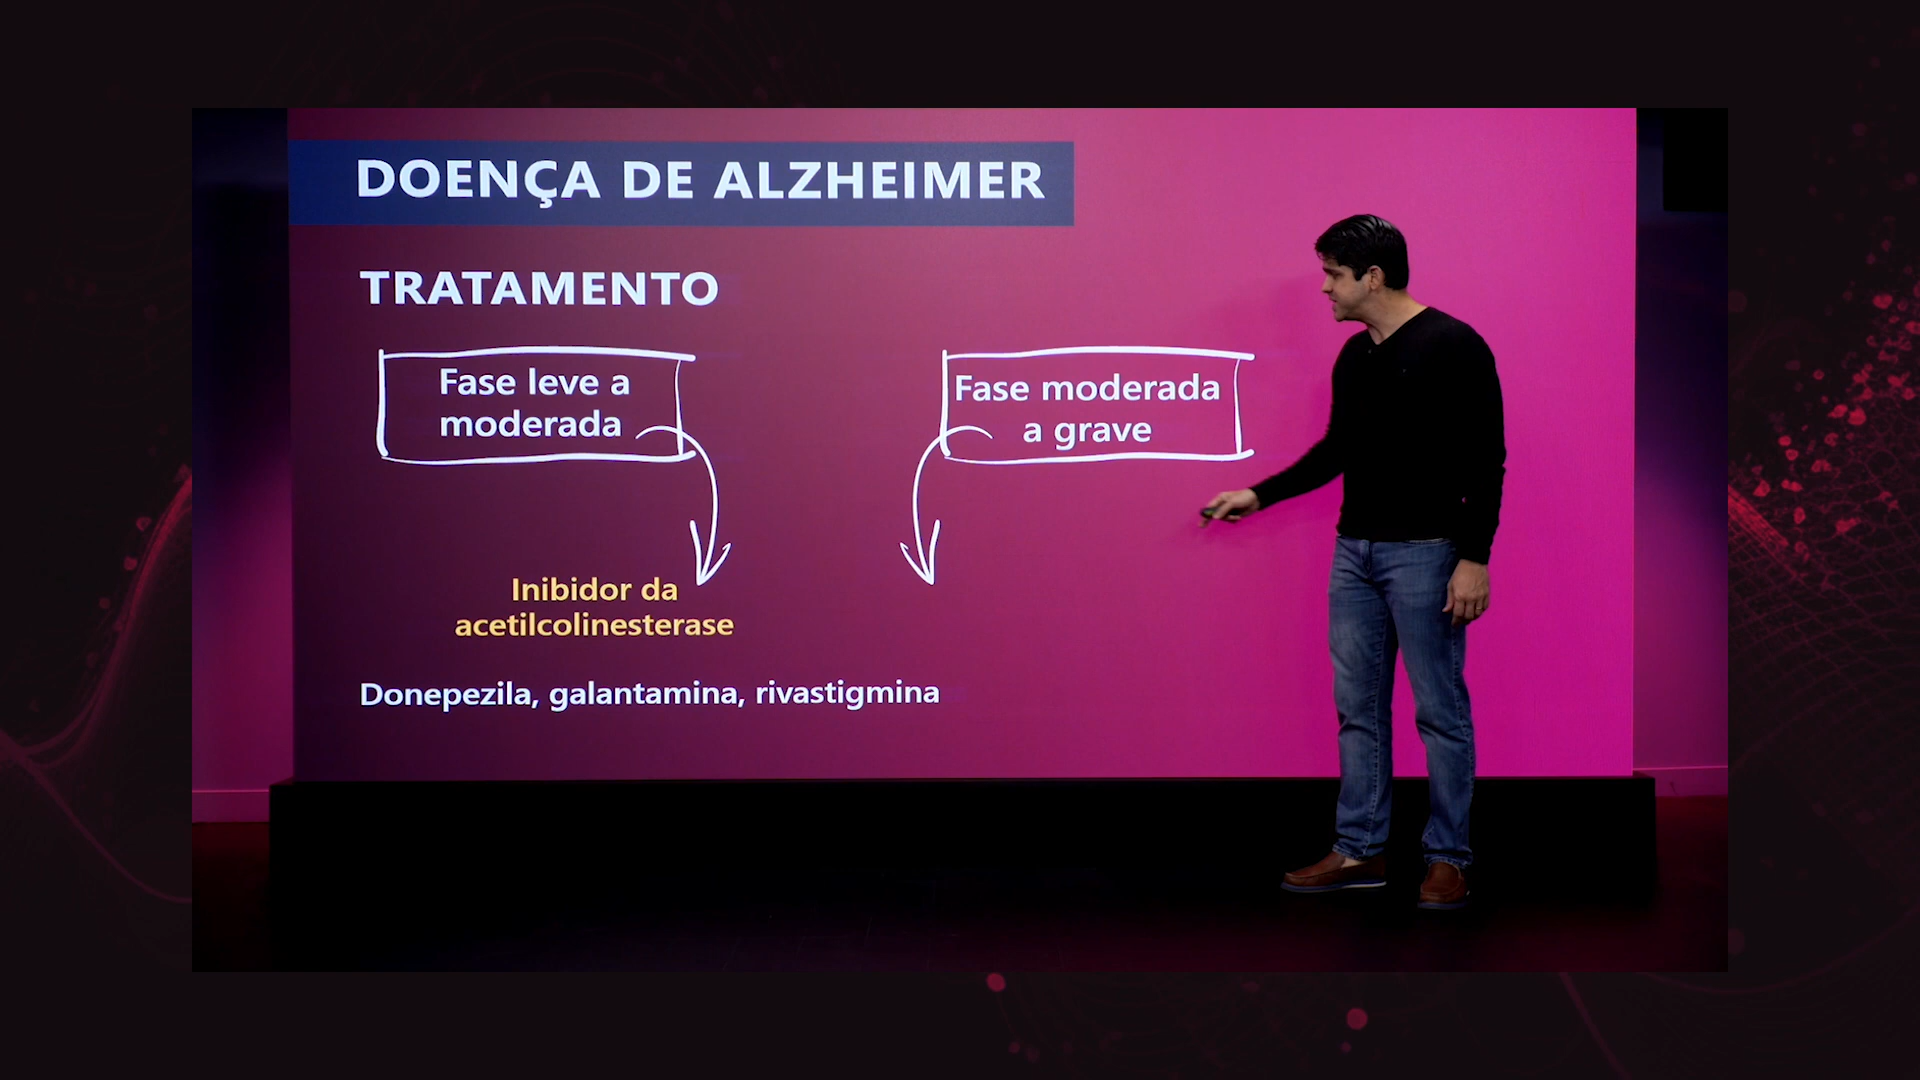 DOENÇA DE ALZHEIMER
TRATAMENTO
Fase leve a
moderada
Fase moderada
a grave
Inibidor da
acetilcolinesterase
Donepezila, galantamina, rivastigmina